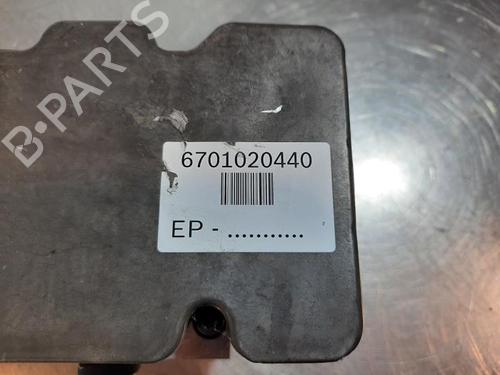 B·PARTS
6701020440
EP - ...........